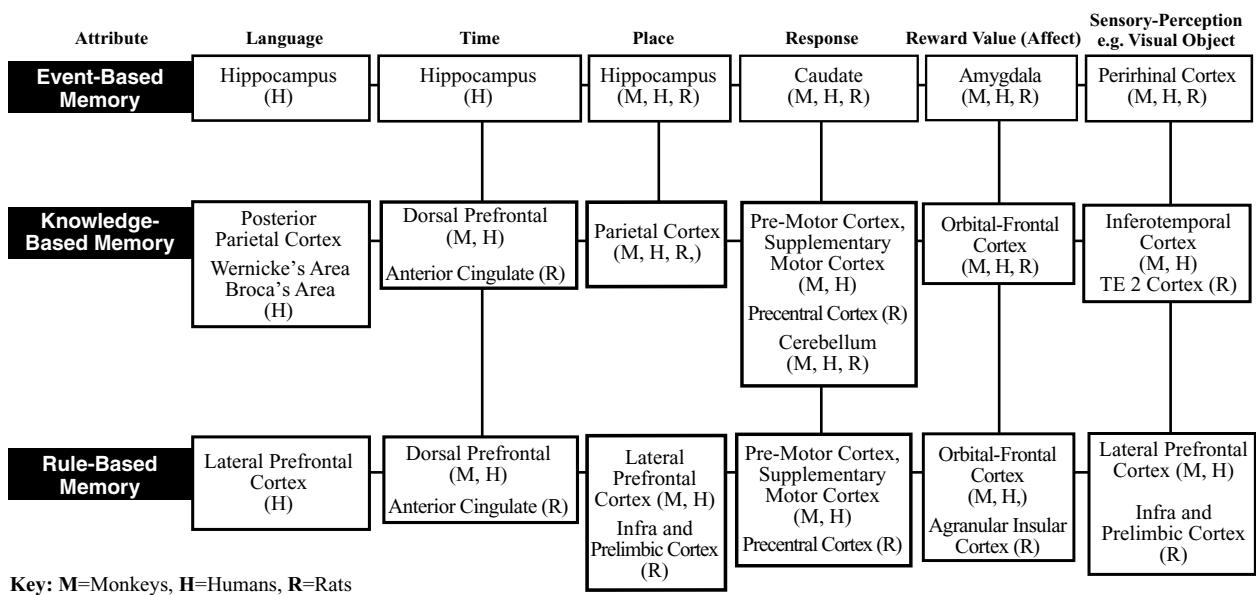 Attribute
Language
Time
Place
Response
Reward Value (Affect)
Sensory-Perception
e.g. Visual Object
Event-Based
Memory
Hippocampus
(H)
Hippocampus
(H)
Hippocampus
(M, H, R)
Caudate
(M, H, R)
Amygdala
(M, H, R)
Perirhinal Cortex
(M, H, R)
Knowledge-
Based Memory
Posterior
Parietal Cortex
Wernicke's Area
Broca's Area
(H)
Dorsal Prefrontal
(M, H)
Anterior Cingulate (R)
Parietal Cortex
(M, H, R,)
Pre-Motor Cortex,
Supplementary
Motor Cortex
(M, H)
Precentral Cortex (R)
Cerebellum
(M, H, R)
Orbital-Frontal
Cortex
(M, H, R)
Inferotemporal
Cortex
(M, H)
TE 2 Cortex (R)
Rule-Based
Memory
Lateral Prefrontal
Cortex
(H)
Dorsal Prefrontal
(M, H)
Anterior Cingulate (R)
Lateral
Prefrontal
Cortex (M, H)
Infra and
Prelimbic Cortex
(R)
Pre-Motor Cortex,
Supplementary
Motor Cortex
(M, H)
Precentral Cortex (R)
Orbital-Frontal
Cortex
(M, H,)
Agranular Insular
Cortex (R)
Lateral Prefrontal
Cortex (M, H)
Infra and
Prelimbic Cortex
(R)
Key: M=Monkeys, H=Humans, R=Rats